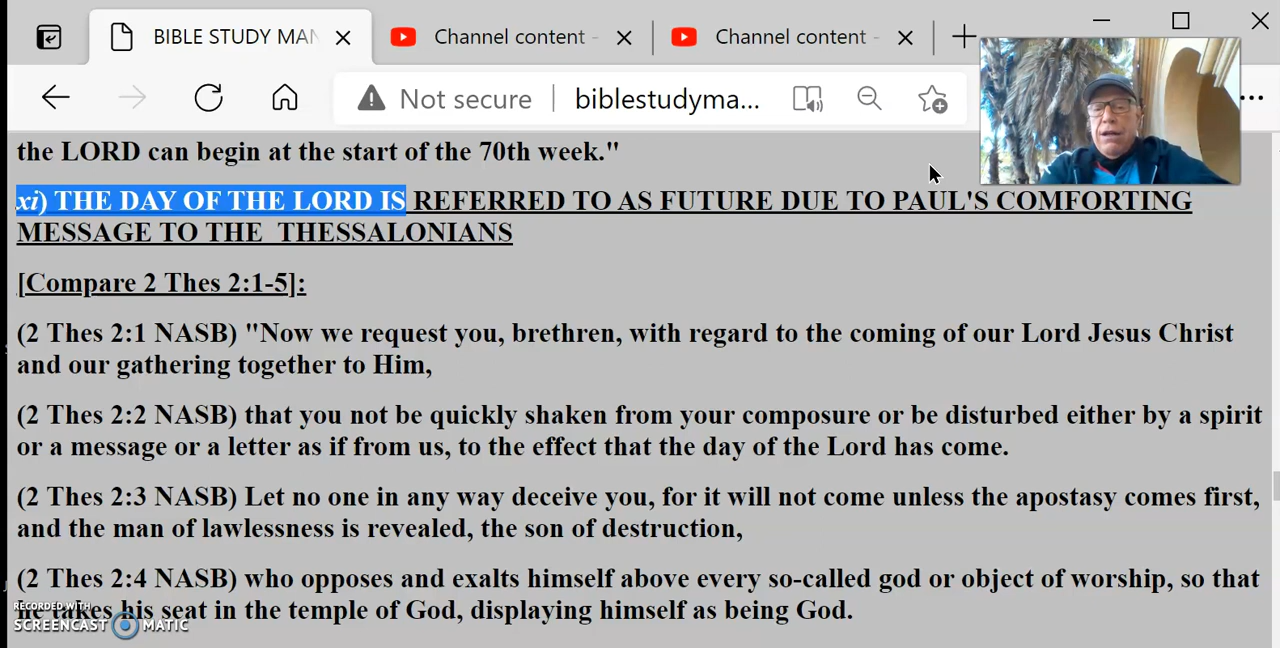 BIBLE STUDY MAN
Channel content -
Channel content -
Not secure
biblestudyma...
the LORD can begin at the start of the 70th week."
xi) THE DAY OF THE LORD IS REFERRED TO AS FUTURE DUE TO PAUL'S COMFORTING
MESSAGE TO THE THESSALONIANS
[Compare 2 Thes 2:1-5]:
(2 Thes 2:1 NASB) "Now we request you, brethren, with regard to the coming of our Lord Jesus Christ
and our gathering together to Him,
(2 Thes 2:2 NASB) that you not be quickly shaken from your composure or be disturbed either by a spirit
or a message or a letter as if from us, to the effect that the day of the Lord has come.
(2 Thes 2:3 NASB) Let no one in any way deceive you, for it will not come unless the apostasy comes first,
and the man of lawlessness is revealed, the son of destruction,
(2 Thes 2:4 NASB) who opposes and exalts himself above every so-called god or object of worship, so that
he takes his seat in the temple of God, displaying himself as being God.
RECORDED WITH
SCREENCAST MATIC